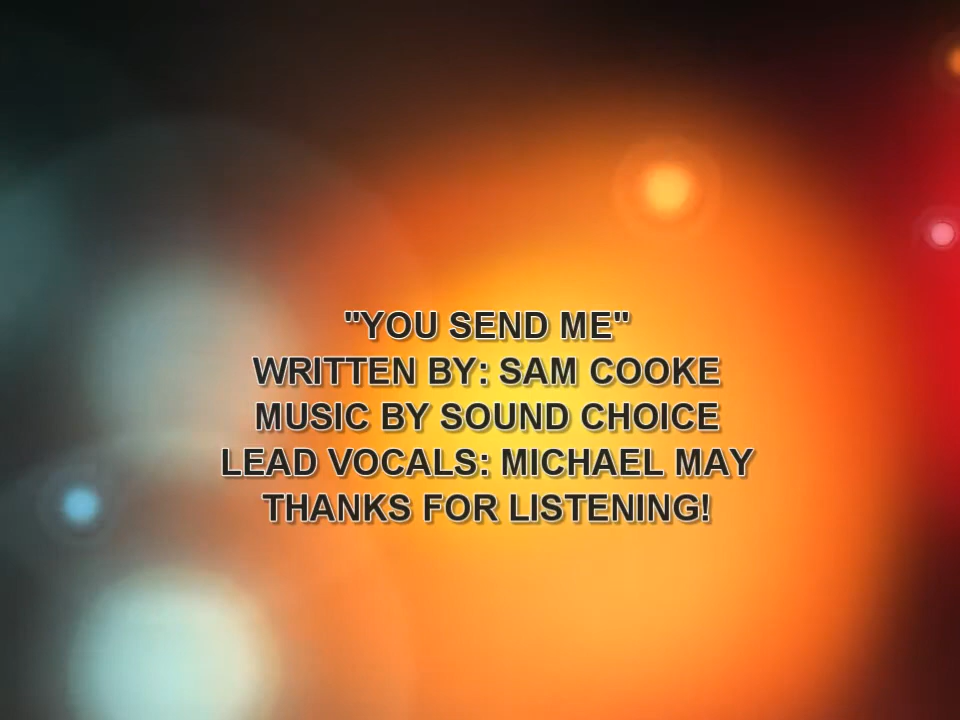 "YOU SEND ME"
WRITTEN BY: SAM COOKE
MUSIC BY SOUND CHOICE
LEAD VOCALS: MICHAEL MAY
THANKS FOR LISTENING!